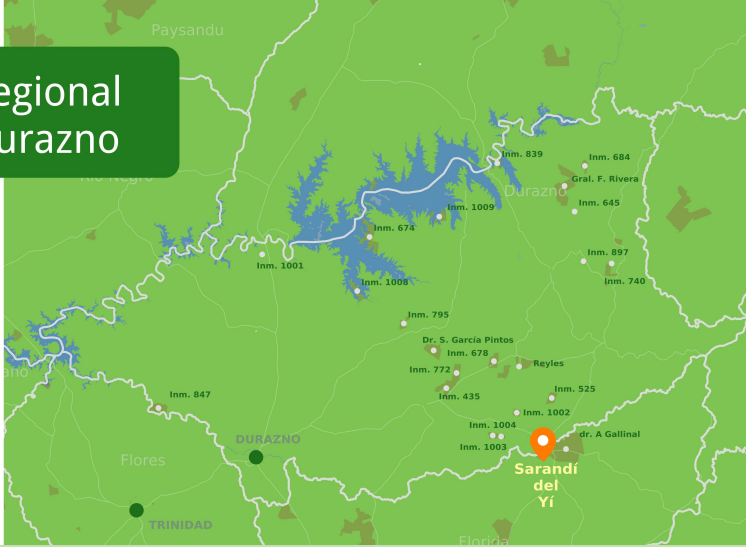 Paysandu
egional
urazno
Río Negro
Inm. 839
Inm. 684
Gral. F. Rivera
Durazno
Inm. 645
Inm. 1009
Inm. 674
Inm. 1001
Inm. 897
Inm. 740
Inm. 1008
Inm. 795
Dr. S. García Pintos
Inm. 678
Reyles
Inm. 772
Inm. 525
Inm. 435
Inm. 847
Inm. 1002
Inm. 1004
Inm. 1003
dr. A Gallinal
DURAZNO
Flores
Sarandí
del
Yí
TRINIDAD
Florida